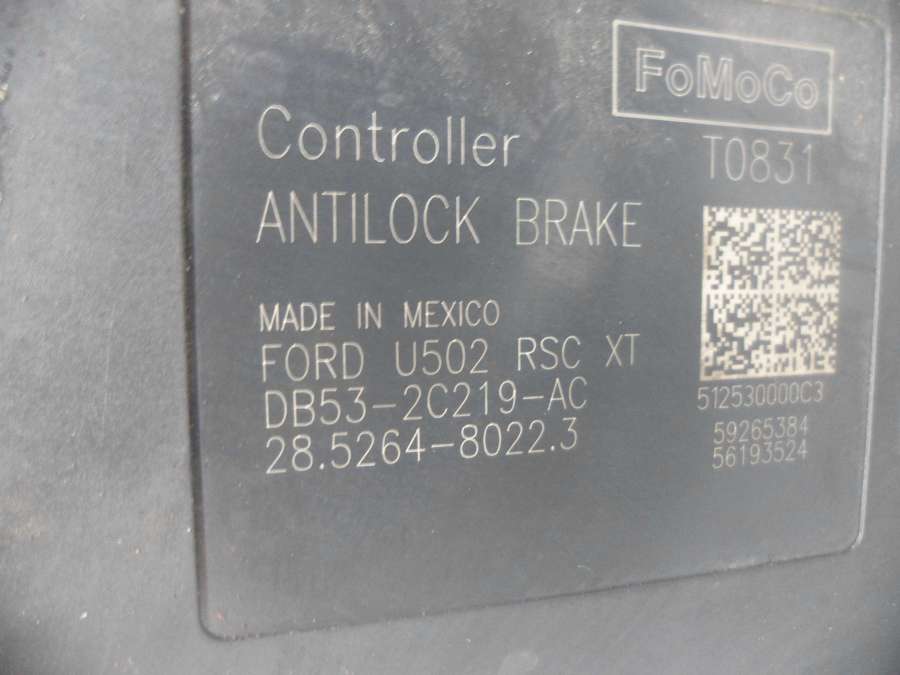 FoMoCo
Controller
T0831
ANTILOCK BRAKE
MADE IN MEXICO
FORD U502 RSC XT
DB53-2C219-AC
28.5264-8022.3
512530000C3
59265384
56193524